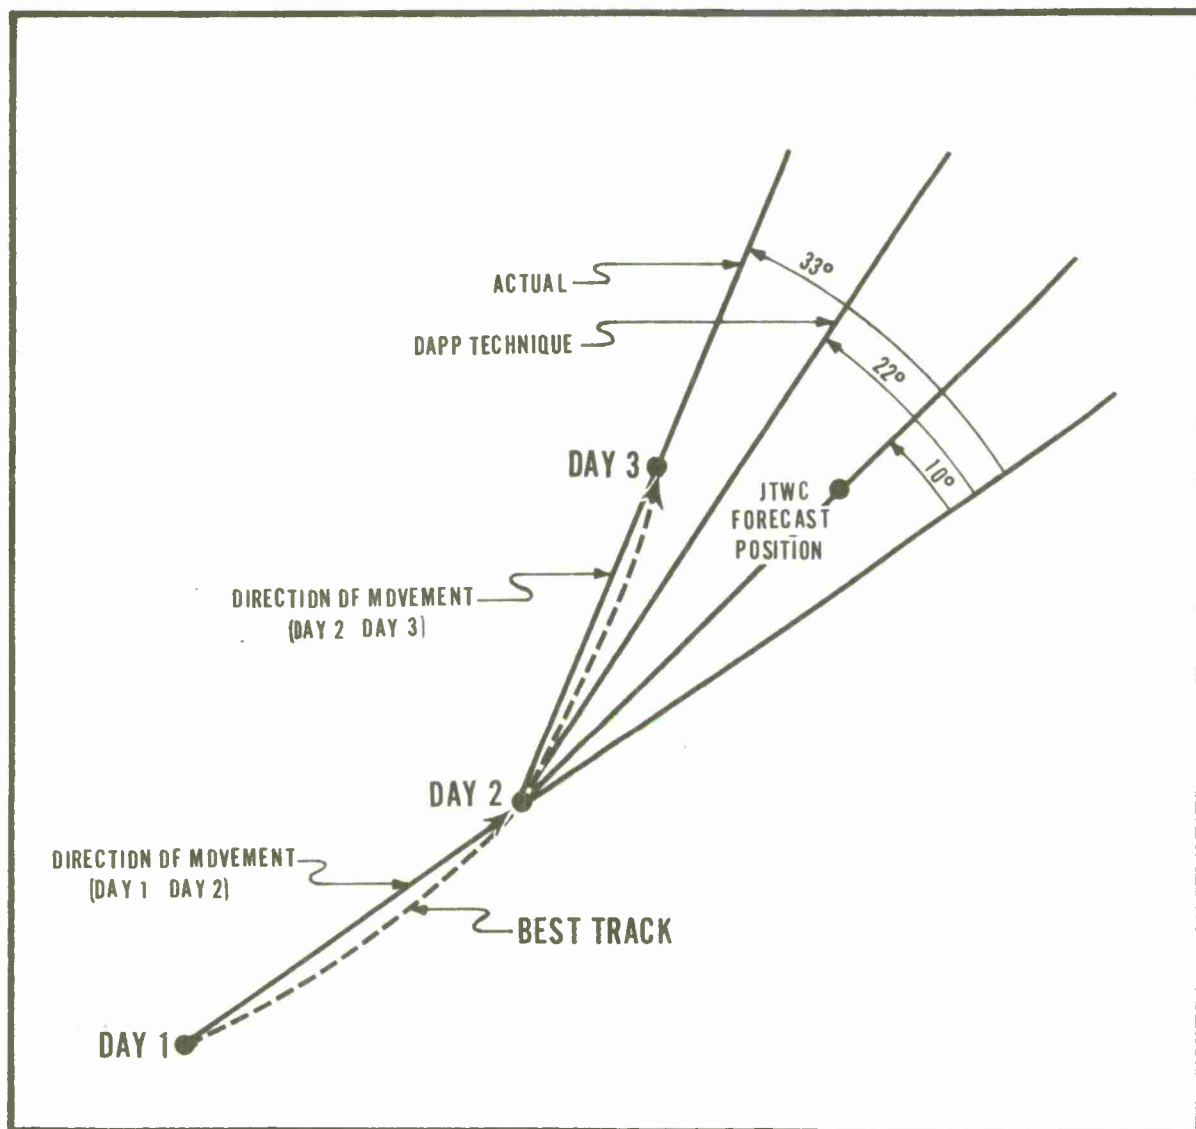 33°
ACTUAL
DAPP TECHNIQUE
22°
DAY 3
10°
JTWC
FORECAST
POSITION
DIRECTION OF MOVEMENT
(DAY 2 DAY 3)
DAY 2
DIRECTION OF MOVEMENT
(DAY 1 DAY 2)
BEST TRACK
DAY 1